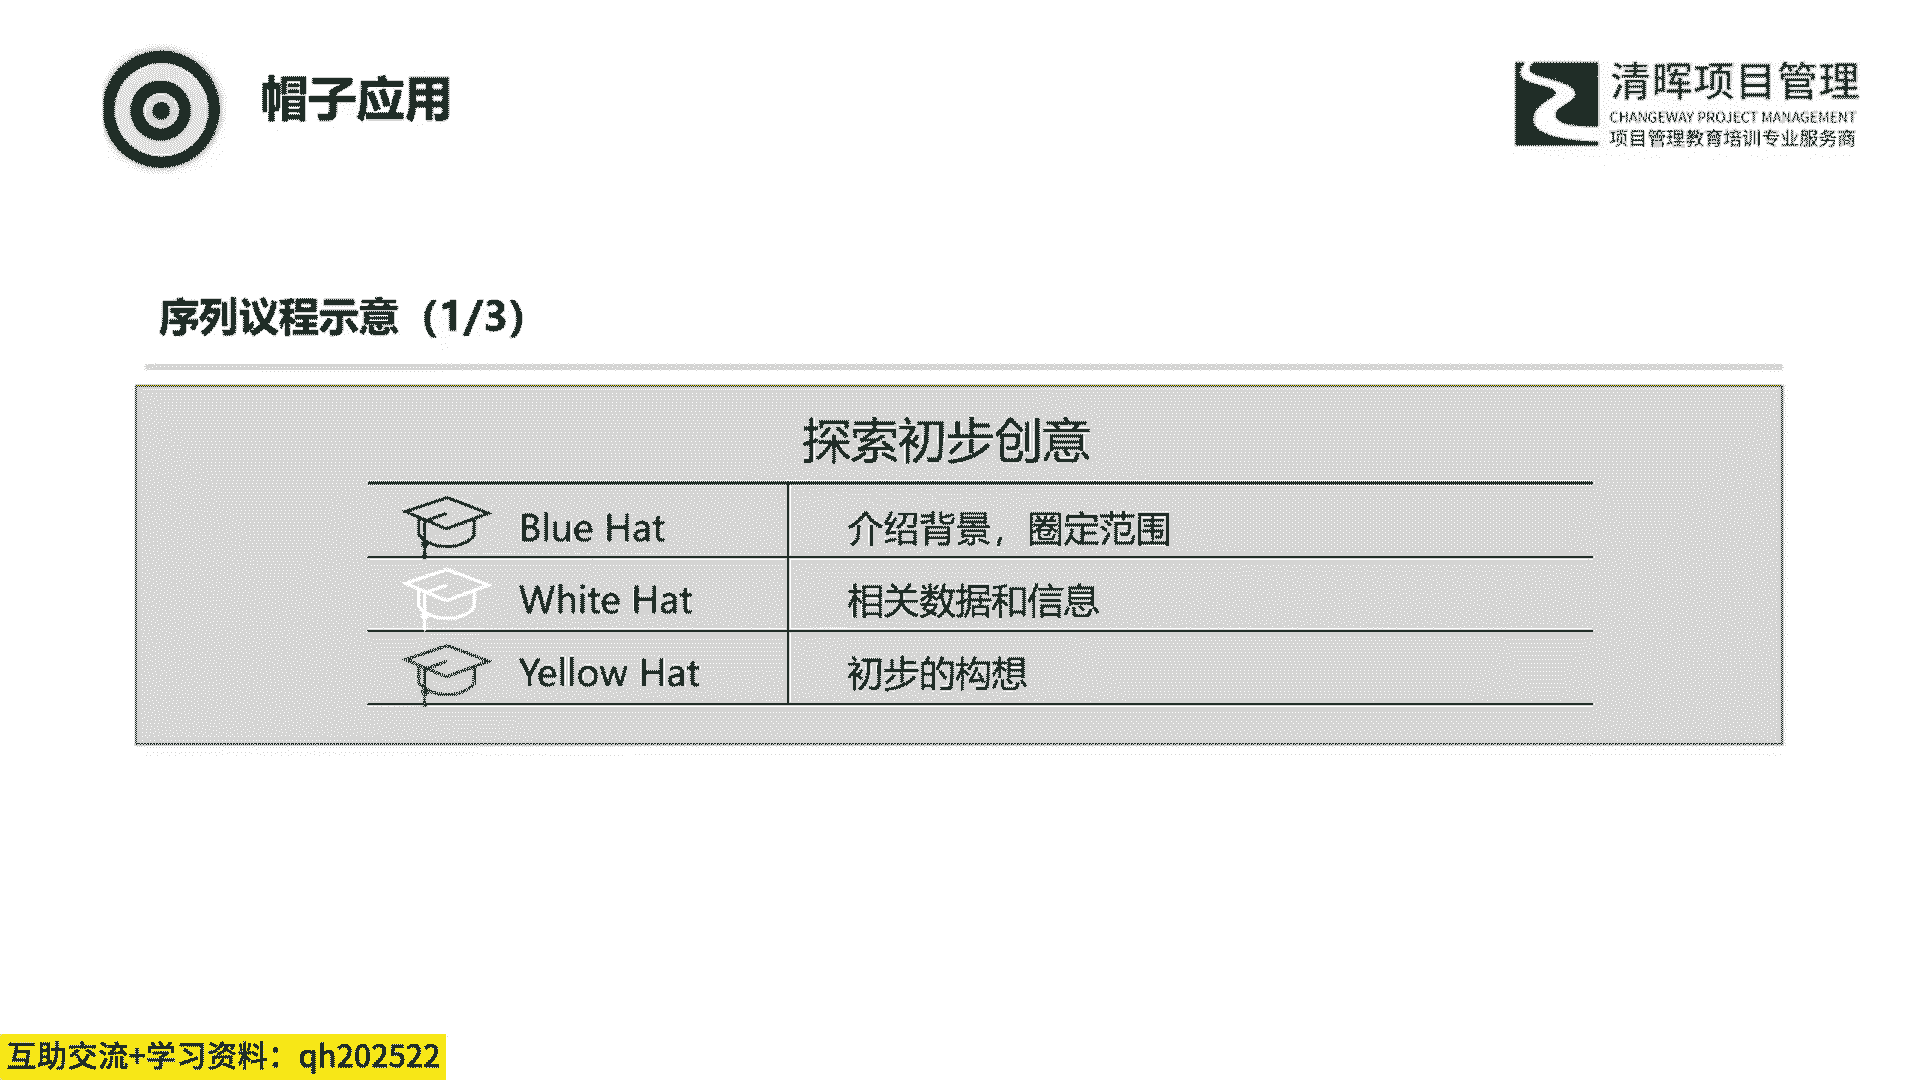 帽子应用
清晖项目管理
CHANGEWAY PROJECT MANAGEMENT
项目管理教育培训专业服务商
序列议程示意（1/3）
探索初步创意
Blue Hat 介绍背景，圈定范围
White Hat 相关数据和信息
Yellow Hat 初步的构想
互助交流+学习资料：qh202522